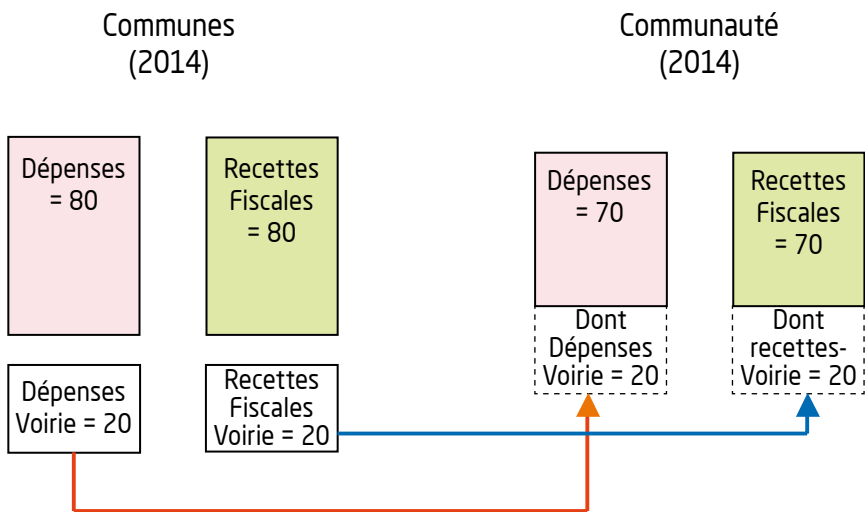 Communes
(2014)
Communauté
(2014)
Dépenses
= 80
Recettes
Fiscales
= 80
Dépenses
= 70
Recettes
Fiscales
= 70
Dont
Dépenses
Voirie = 20
Dont
recettes-
Voirie = 20
Dépenses
Voirie = 20
Recettes
Fiscales
Voirie = 20